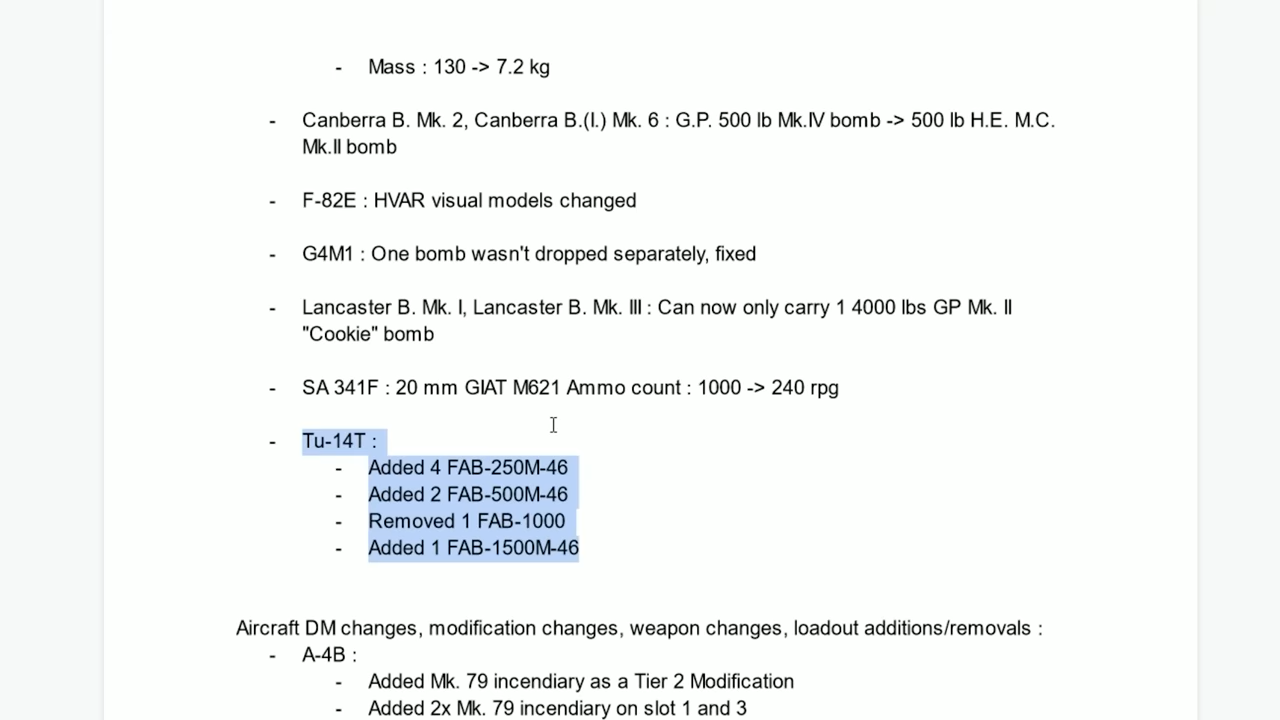 - Mass : 130 -> 7.2 kg
- Canberra B. Mk. 2, Canberra B.(I.) Mk. 6 : G.P. 500 lb Mk.IV bomb -> 500 lb H.E. M.C.
Mk.II bomb
- F-82E : HVAR visual models changed
- G4M1 : One bomb wasn't dropped separately, fixed
- Lancaster B. Mk. I, Lancaster B. Mk. III : Can now only carry 1 4000 lbs GP Mk. II
"Cookie" bomb
- SA 341F : 20 mm GIAT M621 Ammo count : 1000 -> 240 rpg
- Tu-14T :
- Added 4 FAB-250M-46
- Added 2 FAB-500M-46
- Removed 1 FAB-1000
- Added 1 FAB-1500M-46
Aircraft DM changes, modification changes, weapon changes, loadout additions/removals :
- A-4B :
- Added Mk. 79 incendiary as a Tier 2 Modification
- Added 2x Mk. 79 incendiary on slot 1 and 3